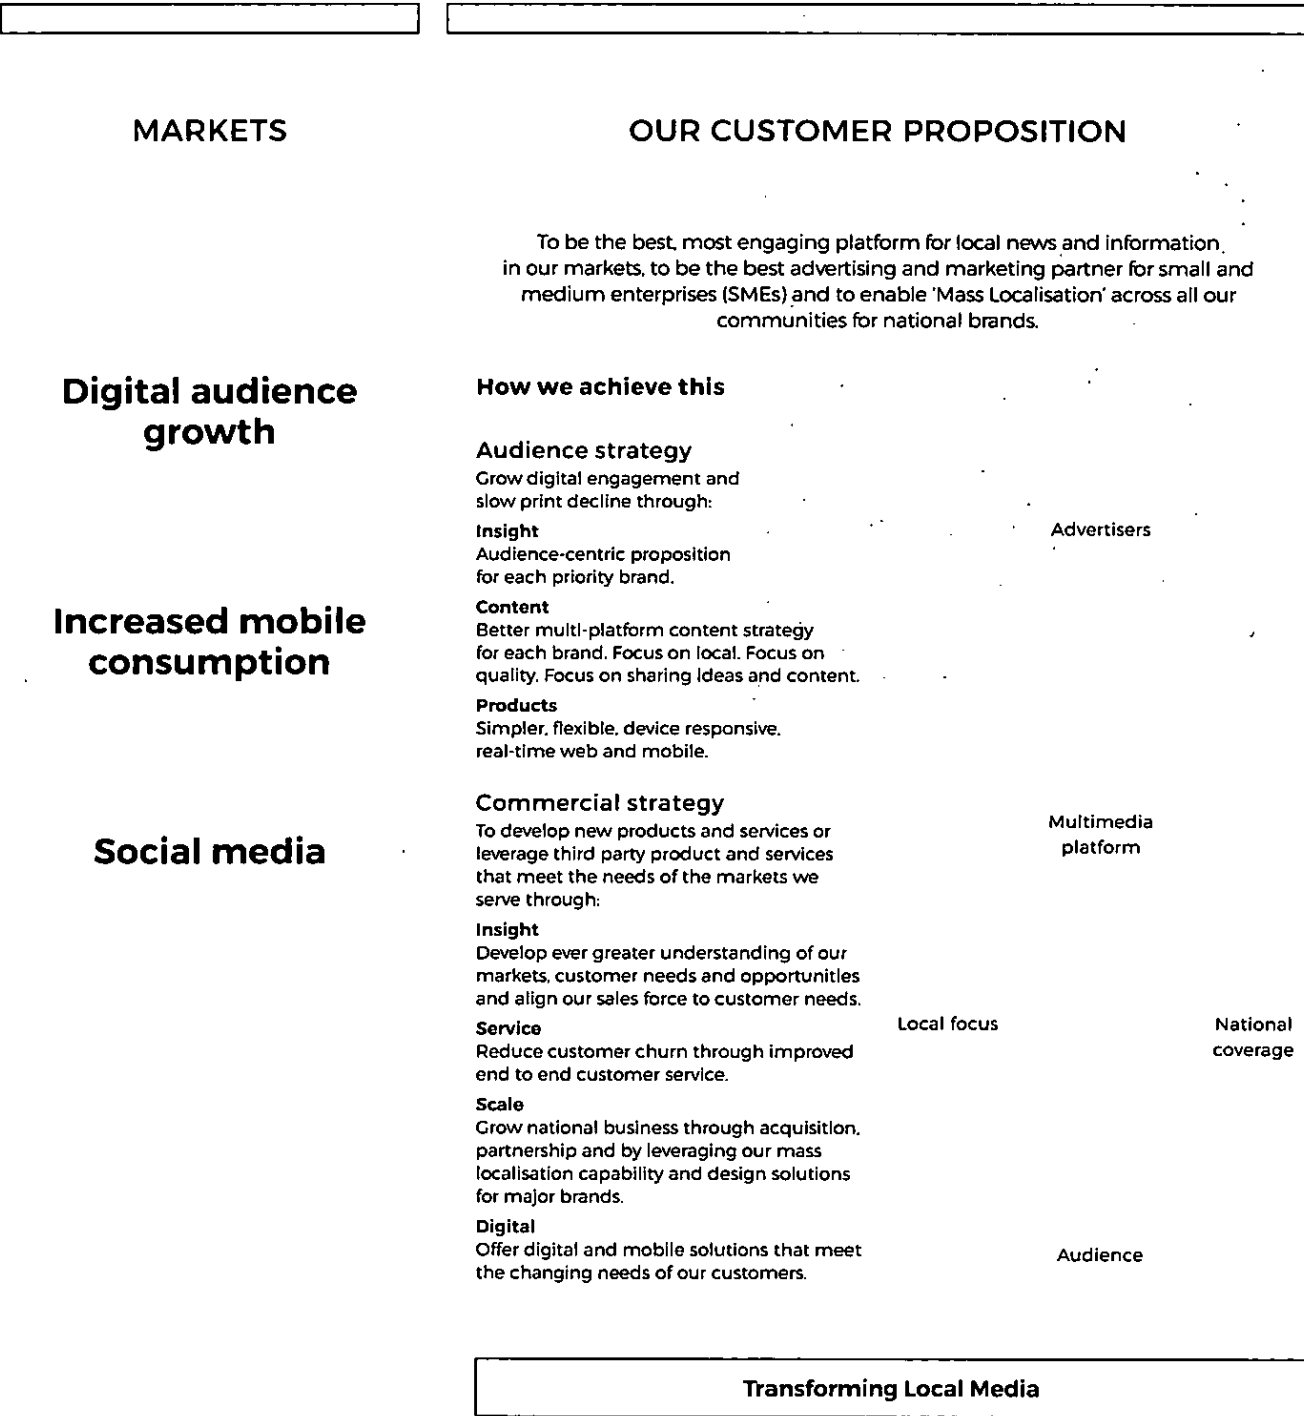 MARKETS
OUR CUSTOMER PROPOSITION
To be the best, most engaging platform for local news and information
in our markets, to be the best advertising and marketing partner for small and
medium enterprises (SMEs) and to enable 'Mass Localisation' across all our
communities for national brands.
Digital audience
growth
Increased mobile
consumption
Social media
How we achieve this
Audience strategy
Grow digital engagement and
slow print decline through:
Insight
Audience-centric proposition
for each priority brand.
Content
Better multi-platform content strategy
for each brand. Focus on local. Focus on
quality. Focus on sharing ideas and content.
Products
Simpler, flexible, device responsive,
real-time web and mobile.
Commercial strategy
To develop new products and services or
leverage third party product and services
that meet the needs of the markets we
serve through:
Insight
Develop ever greater understanding of our
markets, customer needs and opportunities
and align our sales force to customer needs.
Service
Reduce customer churn through improved
end to end customer service.
Scale
Grow national business through acquisition,
partnership and by leveraging our mass
localisation capability and design solutions
for major brands.
Digital
Offer digital and mobile solutions that meet
the changing needs of our customers.
Advertisers
Multimedia
platform
Local focus
National
coverage
Audience
Transforming Local Media